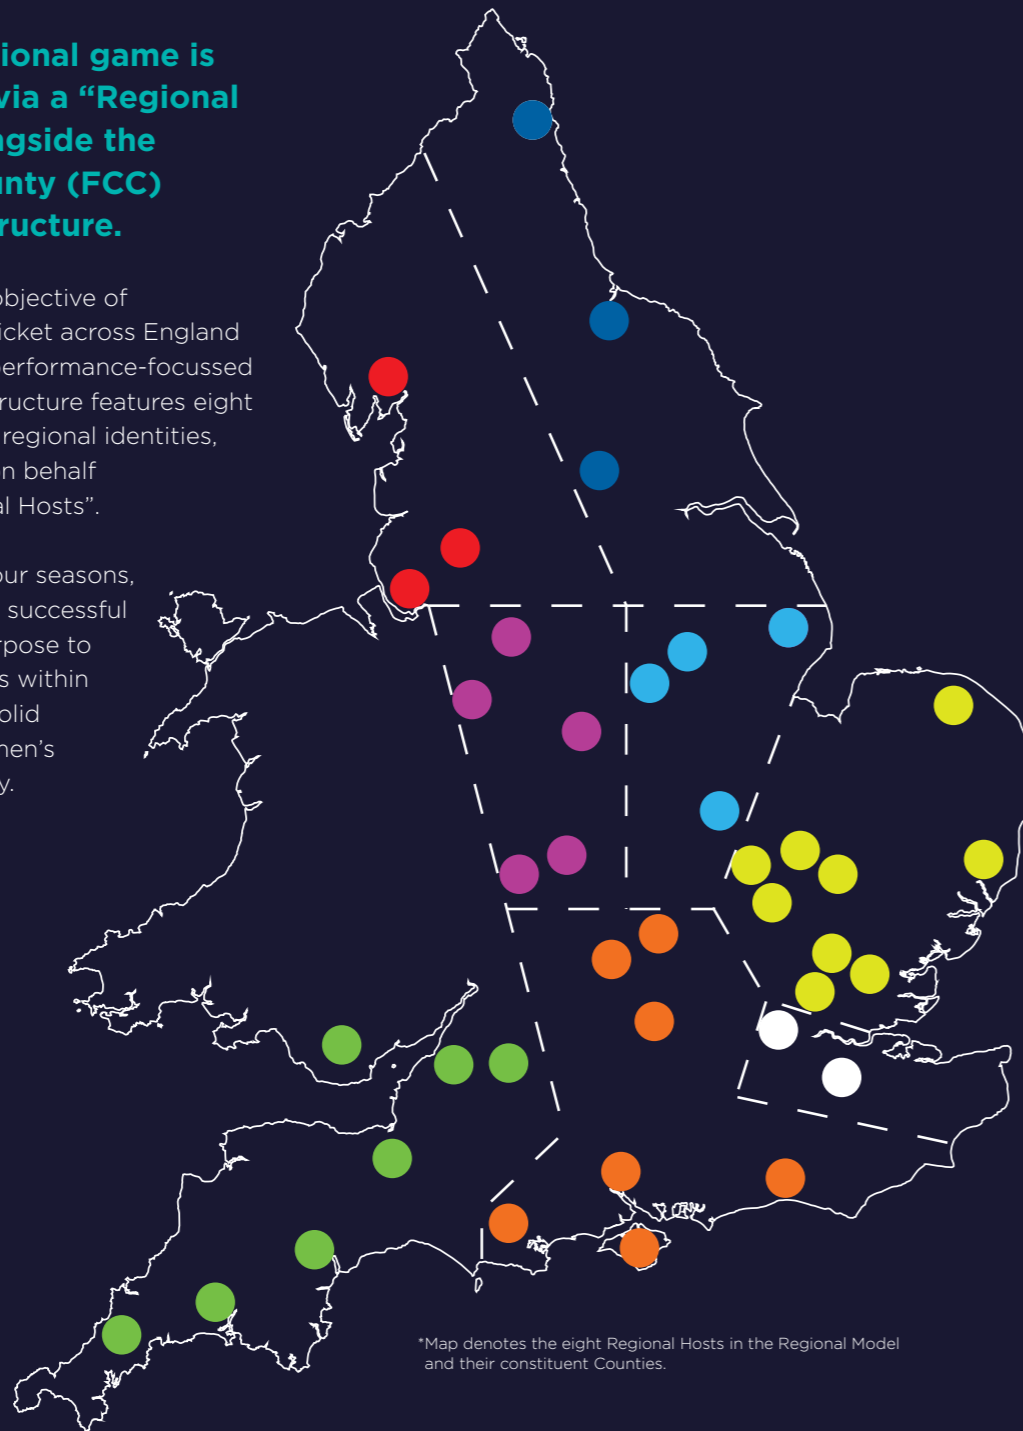 ional game is
via a “Regional
ngside the
unty (FCC)
ructure.
objective of
icket across England
performance-focussed
tructure features eight
regional identities,
n behalf
al Hosts”.
our seasons,
successful
rpose to
s within
olid
men’s
y.
*Map denotes the eight Regional Hosts in the Regional Model
and their constituent Counties.